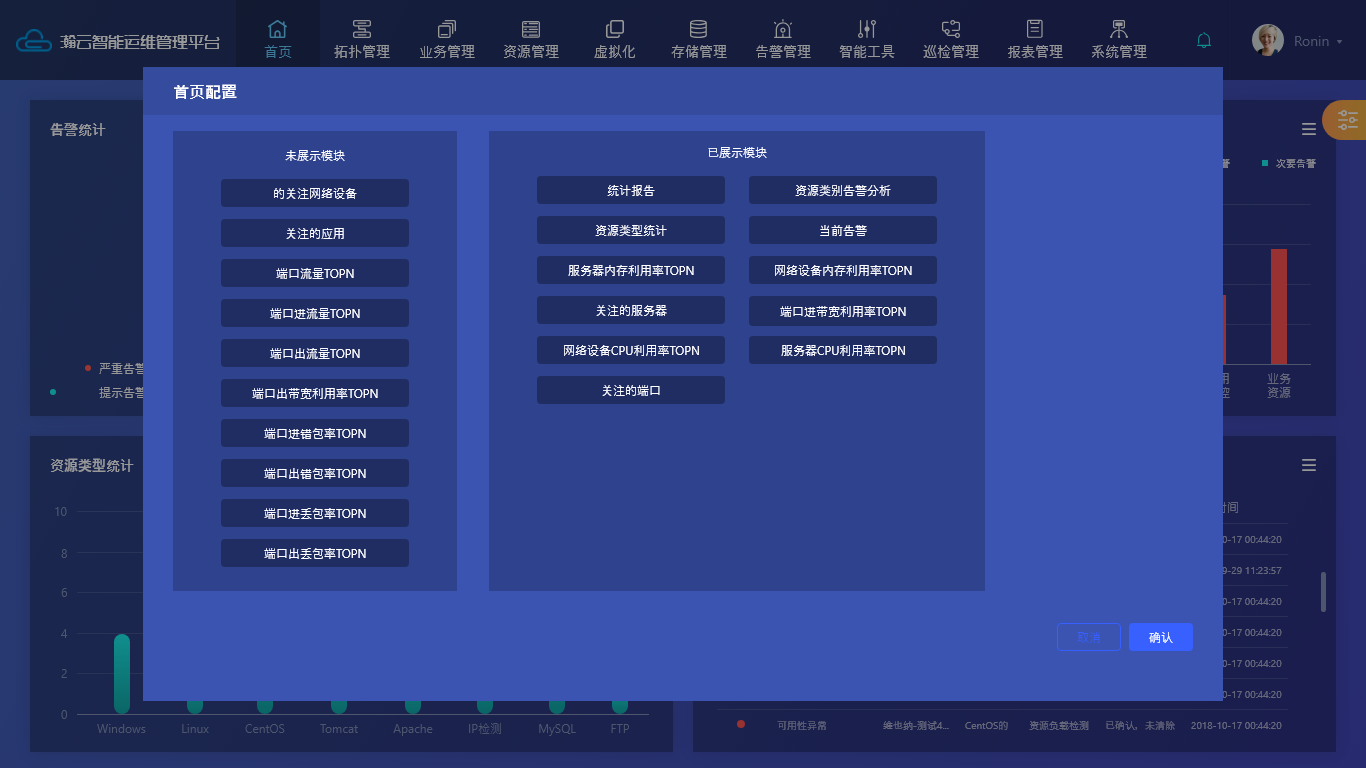 瀚云智能运维管理平台
首页
拓扑管理
业务管理
资源管理
虚拟化
存储管理
告警管理
智能工具
巡检管理
报表管理
系统管理
Ronin
首页配置
未展示模块
的关注网络设备
关注的应用
端口流量TOPN
端口进流量TOPN
端口出流量TOPN
端口出带宽利用率TOPN
端口进错包率TOPN
端口出错包率TOPN
端口进丢包率TOPN
端口出丢包率TOPN
已展示模块
统计报告
资源类别告警分析
资源类型统计
当前告警
服务器内存利用率TOPN
网络设备内存利用率TOPN
关注的服务器
端口进带宽利用率TOPN
网络设备CPU利用率TOPN
服务器CPU利用率TOPN
关注的端口
取消
确认
告警统计
严重告警
提示告警
次要告警
业务
资源
资源类型统计
10
8
6
4
2
0
Windows
Linux
CentOS
Tomcat
Apache
IP检测
MySQL
FTP
时间
0-17 00:44:20
9-29 11:23:57
0-17 00:44:20
0-17 00:44:20
0-17 00:44:20
0-17 00:44:20
可用性异常
维也纳-测试4...
CentOS的
资源负载检测
已确认，未清除
2018-10-17 00:44:20